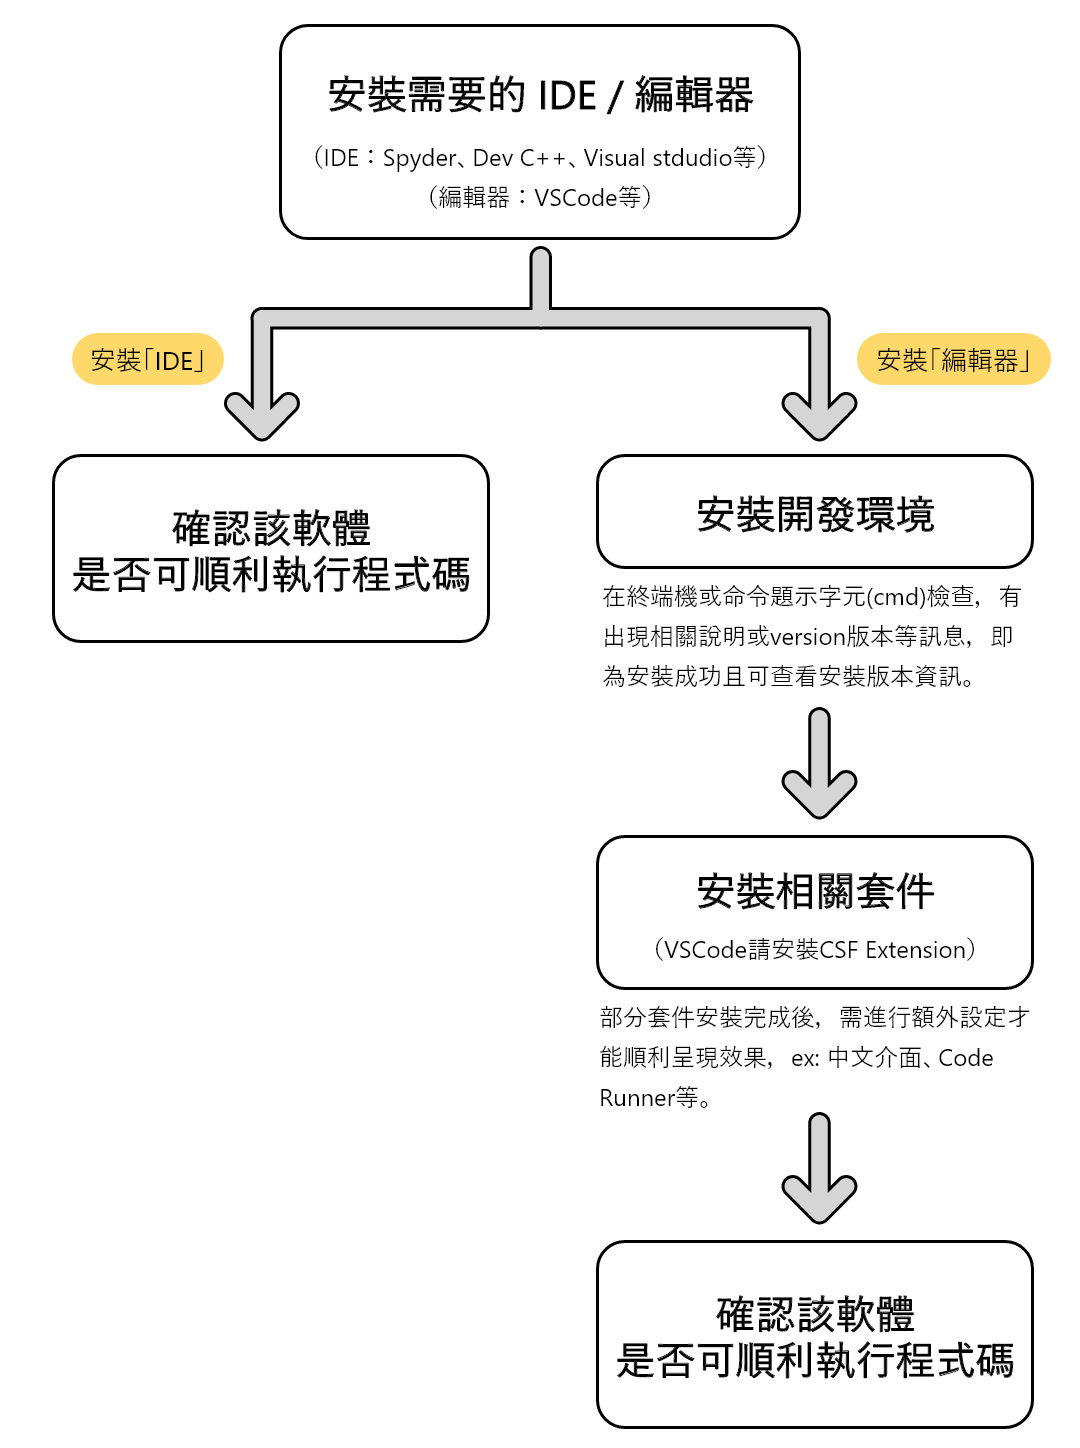 安裝需要的 IDE / 編輯器
（IDE：Spyder、Dev C++、Visual stdudio等）
（編輯器：VSCode等）
安裝「IDE」
安裝「編輯器」
確認該軟體
是否可順利執行程式碼
安裝開發環境
在終端機或命令題示字元(cmd)檢查，有
出現相關說明或version版本等訊息，即
為安裝成功且可查看安裝版本資訊。
安裝相關套件
（VSCode請安裝CSF Extension）
部分套件安裝完成後，需進行額外設定才
能順利呈現效果，ex: 中文介面、Code
Runner等。
確認該軟體
是否可順利執行程式碼